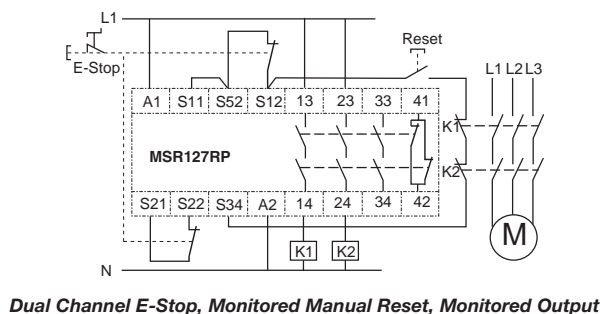 L1
Reset
E-Stop
L1 L2 L3
A1 S11 S52 S12 13 23 33 41
K1
MSR127RP
K2
S21 S22 S34 A2 14 24 34 42
K1 K2
M
N
Dual Channel E-Stop, Monitored Manual Reset, Monitored Output